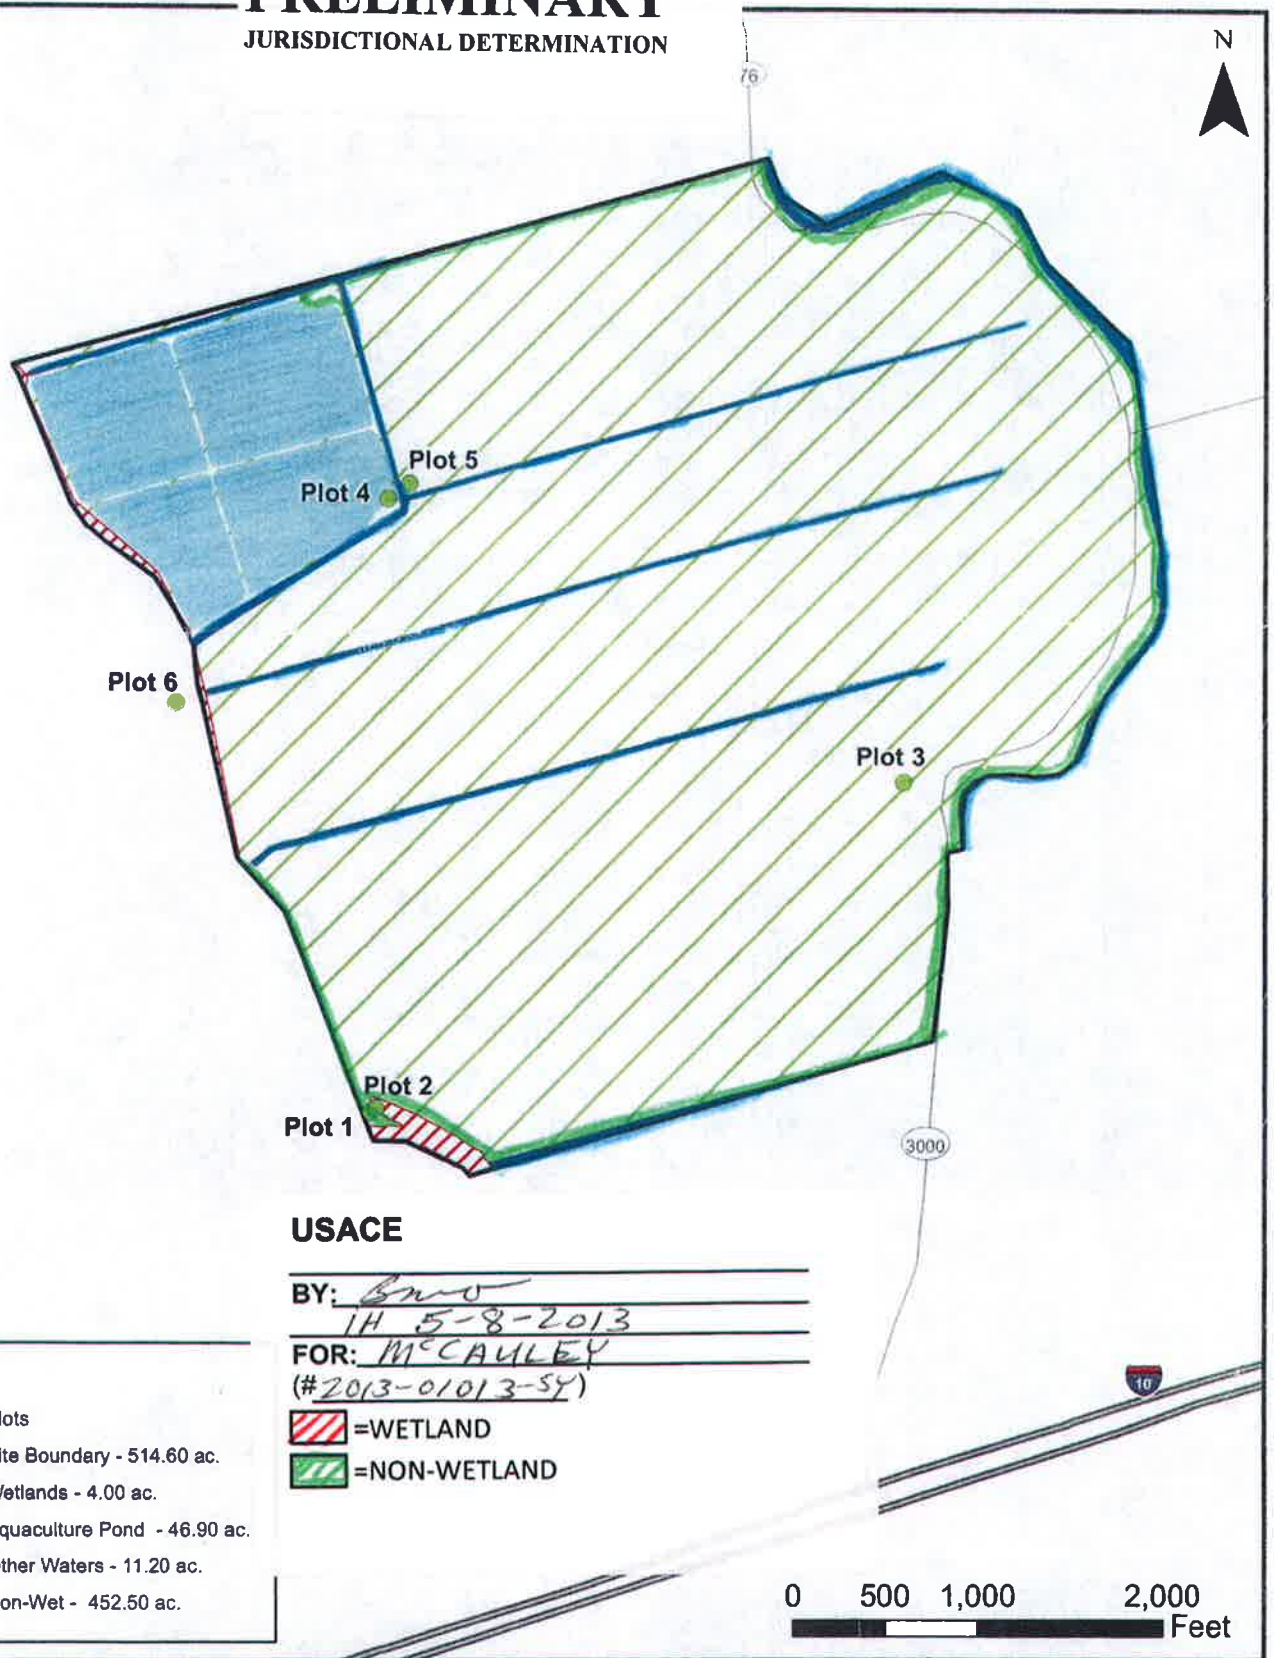 PRELIMINARY
JURISDICTIONAL DETERMINATION
N
76
Plot 5
Plot 4
Plot 6
Plot 3
Plot 2
Plot 1
3000
USACE
BY:
5-8-2013
FOR: McCAULEY
(#2013-01013-SY)
=WETLAND
=NON-WETLAND
10
lots
ite Boundary - 514.60 ac.
Wetlands - 4.00 ac.
quaculture Pond - 46.90 ac.
ther Waters - 11.20 ac.
on-Wet - 452.50 ac.
0 500 1,000 2,000
Feet